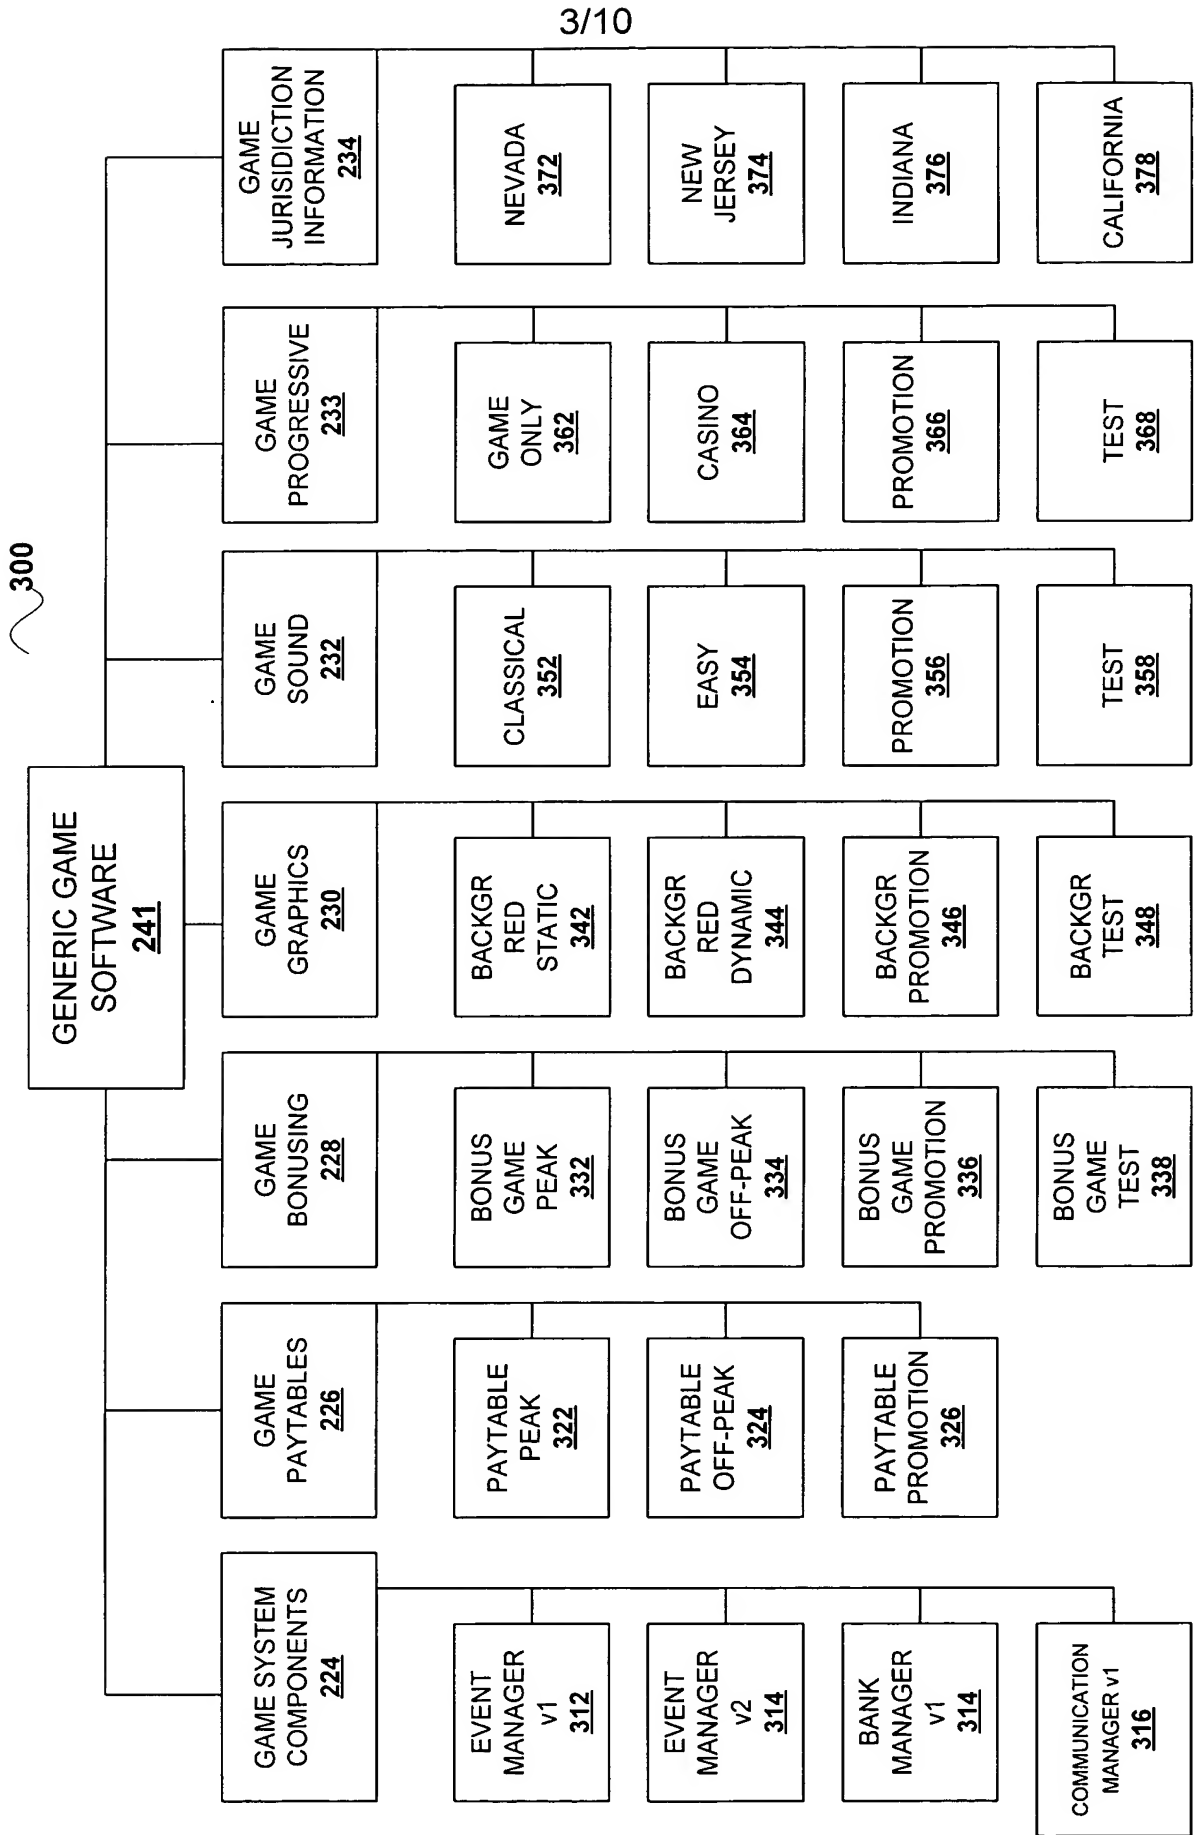 3/10
300
GENERIC GAME
SOFTWARE
241
GAME SYSTEM
COMPONENTS
224
EVENT
MANAGER
v1
312
EVENT
MANAGER
v2
314
BANK
MANAGER
v1
314
COMMUNICATION
MANAGER v1
316
GAME
PAYTABLES
226
PAYTABLE
PEAK
322
PAYTABLE
OFF-PEAK
324
PAYTABLE
PROMOTION
326
GAME
BONUSING
228
BONUS
GAME
PEAK
332
BONUS
GAME
OFF-PEAK
334
BONUS
GAME
PROMOTION
336
BONUS
GAME
TEST
338
GAME
GRAPHICS
230
BACKGR
RED
STATIC
342
BACKGR
RED
DYNAMIC
344
BACKGR
PROMOTION
346
BACKGR
TEST
348
GAME
SOUND
232
CLASSICAL
352
EASY
354
PROMOTION
356
TEST
358
GAME
PROGRESSIVE
233
GAME
ONLY
362
CASINO
364
PROMOTION
366
TEST
368
GAME
JURISIDICTION
INFORMATION
234
NEVADA
372
NEW
JERSEY
374
INDIANA
376
CALIFORNIA
378